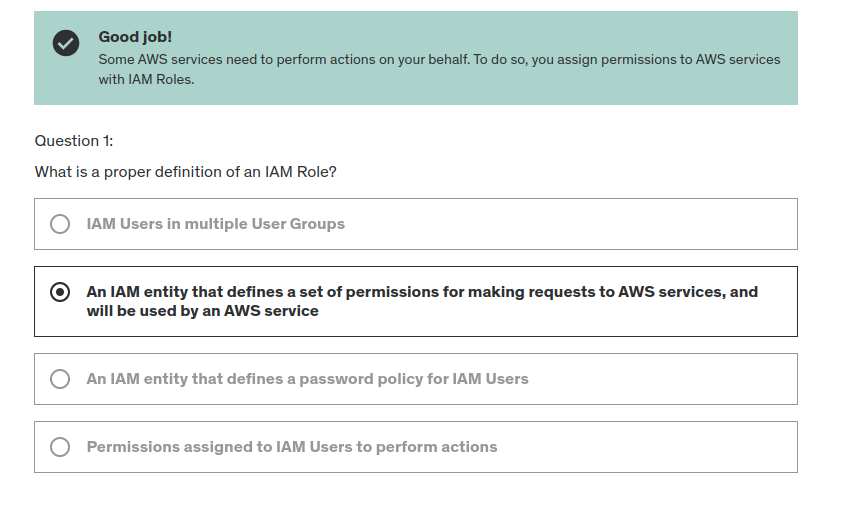 Good job!
Some AWS services need to perform actions on your behalf. To do so, you assign permissions to AWS services
with IAM Roles.
Question 1:
What is a proper definition of an IAM Role?
IAM Users in multiple User Groups
An IAM entity that defines a set of permissions for making requests to AWS services, and
will be used by an AWS service
An IAM entity that defines a password policy for IAM Users
Permissions assigned to IAM Users to perform actions